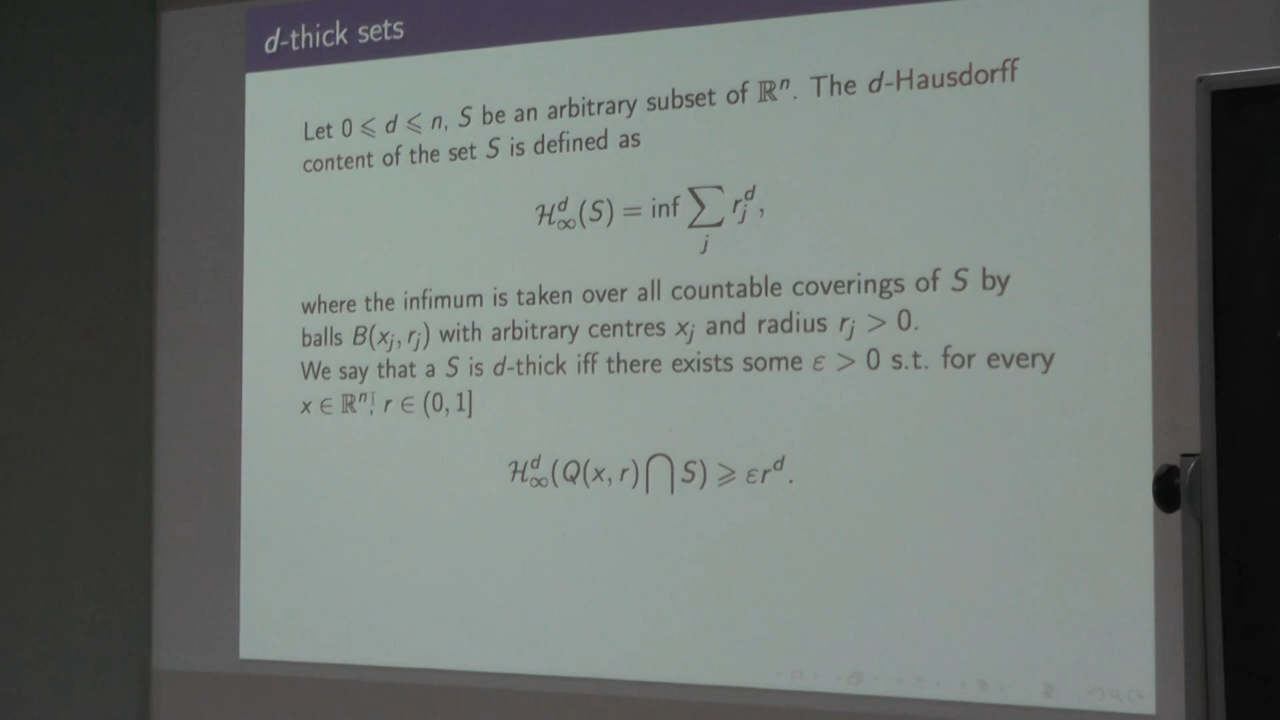 d-thick sets
Let 0 ⩽ d ⩽ n, S be an arbitrary subset of ℝⁿ. The d-Hausdorff
content of the set S is defined as
ℋ^d_∞(S) = inf ∑_j r_j^d,
where the infimum is taken over all countable coverings of S by
balls B(x_j, r_j) with arbitrary centres x_j and radius r_j > 0.
We say that a S is d-thick iff there exists some ε > 0 s.t. for every
x ∈ ℝⁿ, r ∈ (0, 1]
ℋ^d_∞(Q(x, r) ⋂ S) ⩾ εr^d.